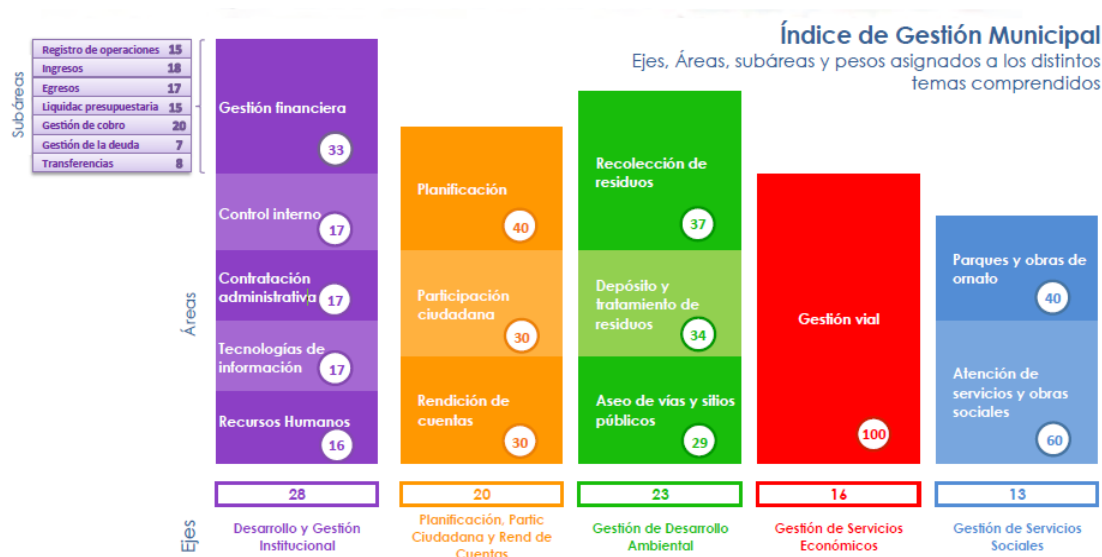 Índice de Gestión Municipal
Ejes, Áreas, subáreas y pesos asignados a los distintos
temas comprendidos
Subáreas
Registro de operaciones 15
Ingresos 18
Egresos 17
Liquidac presupuestaria 15
Gestión de cobro 20
Gestión de la deuda 7
Transferencias 8
Áreas
Gestión financiera
33
Control interno
17
Contratación
administrativa
17
Tecnologías de
información
17
Recursos Humanos
16
Planificación
40
Participación
ciudadana
30
Rendición de
cuentas
30
Recolección de
residuos
37
Depósito y
tratamiento de
residuos
34
Aseo de vías y sitios
públicos
29
Gestión vial
100
Parques y obras de
ornato
40
Atención de
servicios y obras
sociales
60
Ejes
28
Desarrollo y Gestión
Institucional
20
Planificación, Partic
Ciudadana y Rend de
Cuentas
23
Gestión de Desarrollo
Ambiental
16
Gestión de Servicios
Económicos
13
Gestión de Servicios
Sociales